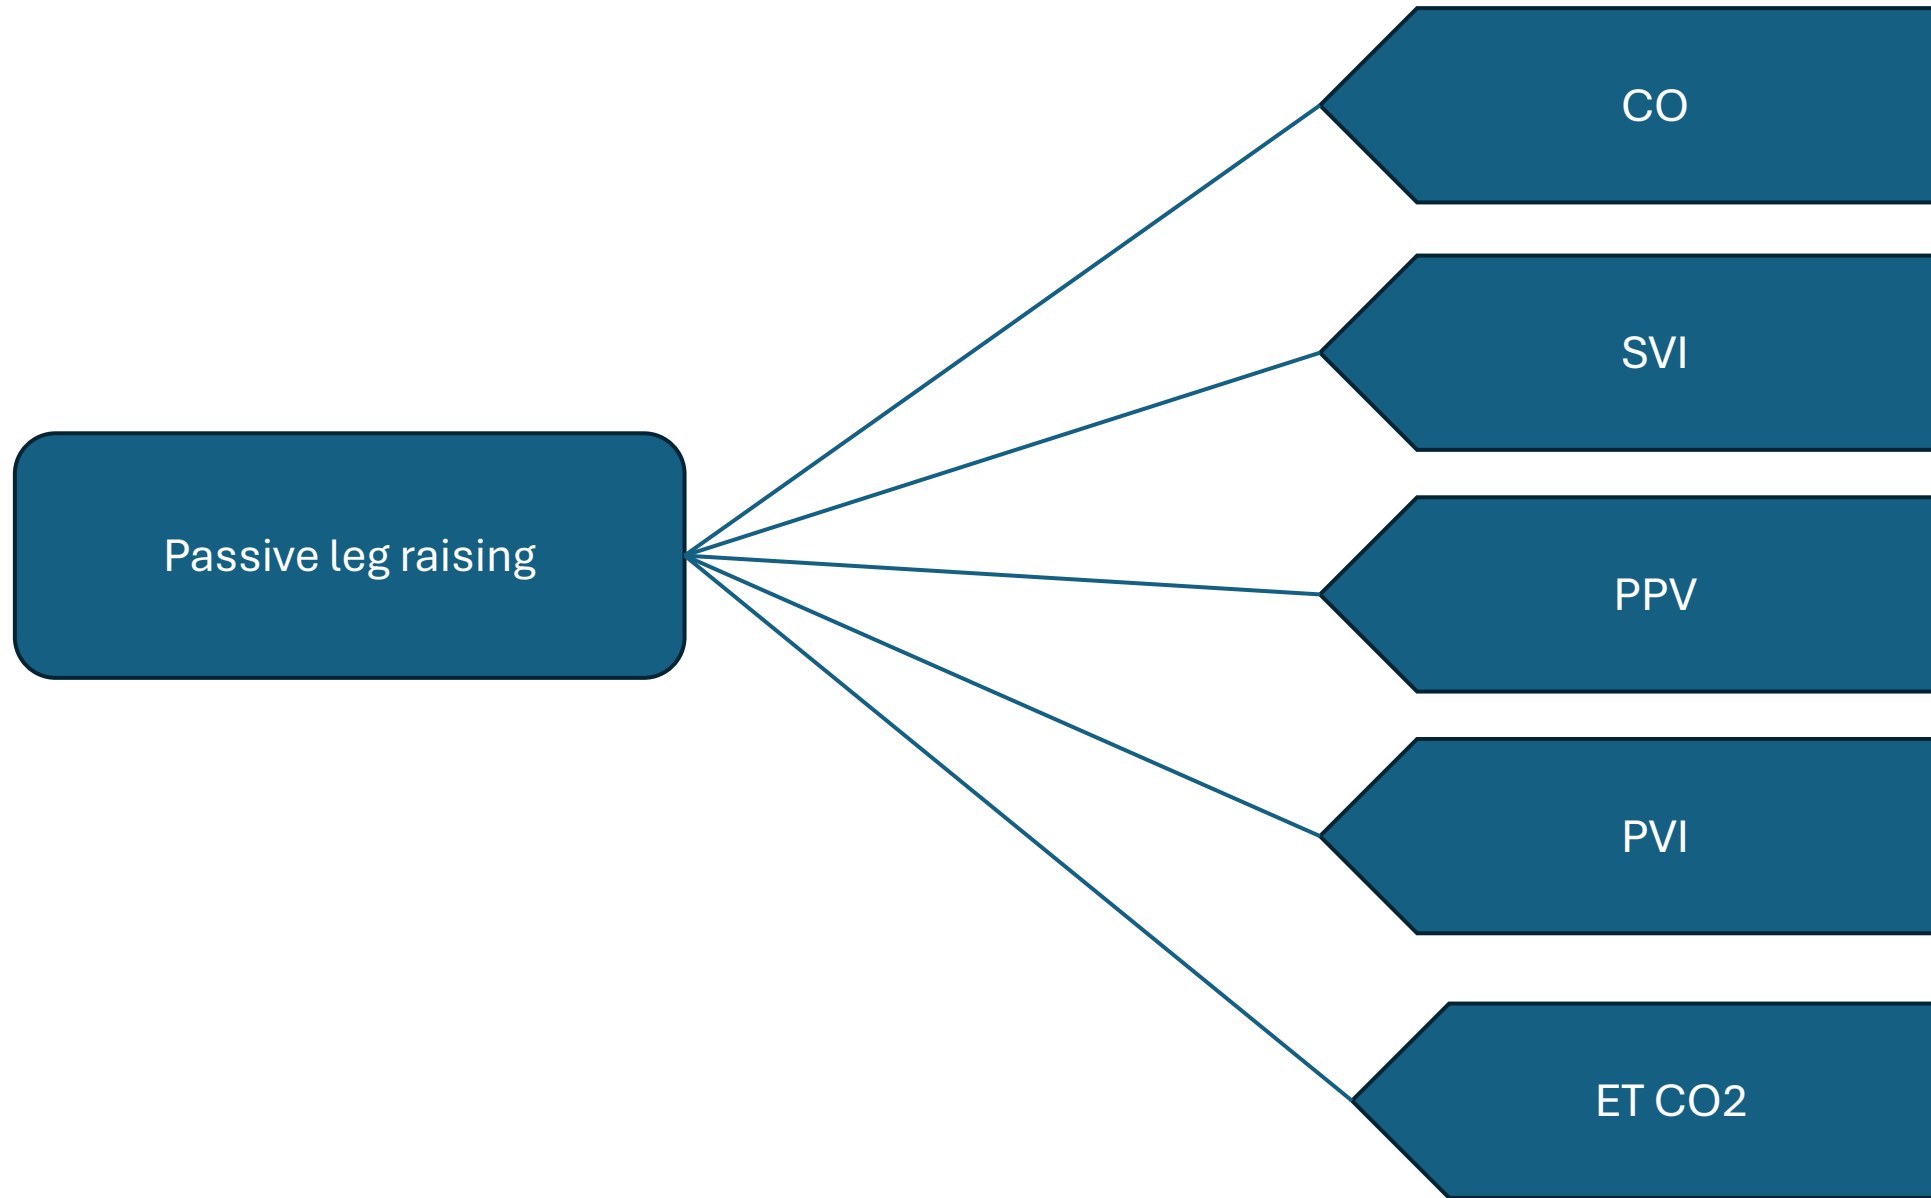 CO
SVI
Passive leg raising
PPV
PVI
ET CO2